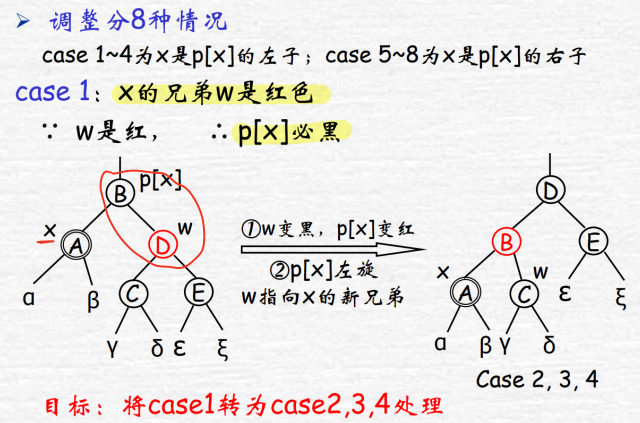 ➢ 调整分8种情况
case 1~4为x是p[x]的左子；case 5~8为x是p[x]的右子
case 1：x的兄弟w是红色
∵ w是红， ∴ p[x]必黑
B p[x] D
x A D w ①w变黑，p[x]变红 B E
②p[x]左旋
α β C E w指向x的新兄弟 x A w C ε ξ
γ δ ε ξ α β γ δ
Case 2, 3, 4
目标：将case1转为case2,3,4处理